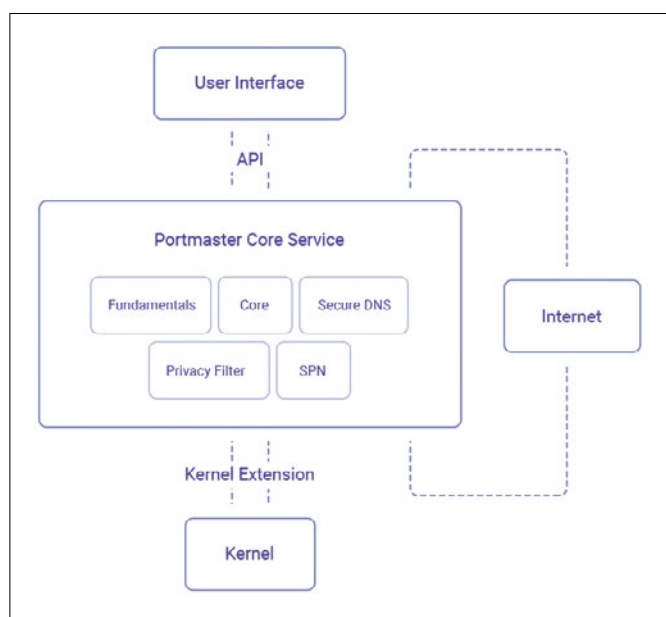 User Interface
API
Portmaster Core Service
Fundamentals
Core
Secure DNS
Privacy Filter
SPN
Internet
Kernel Extension
Kernel